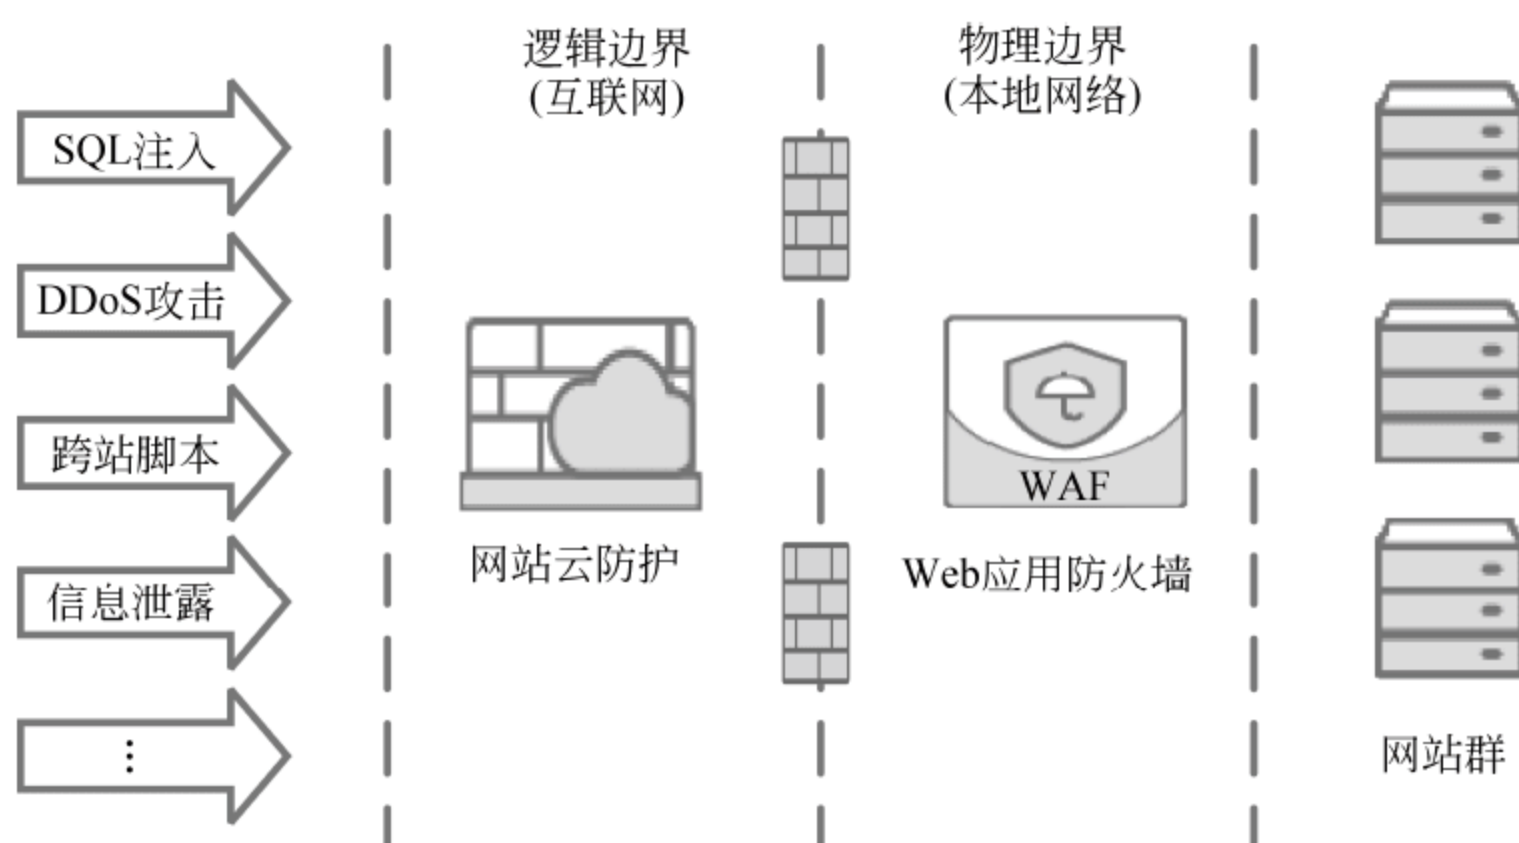 逻辑边界
(互联网)
物理边界
(本地网络)
SQL注入
DDoS攻击
跨站脚本
信息泄露
⋮
WAF
网站云防护
Web应用防火墙
网站群